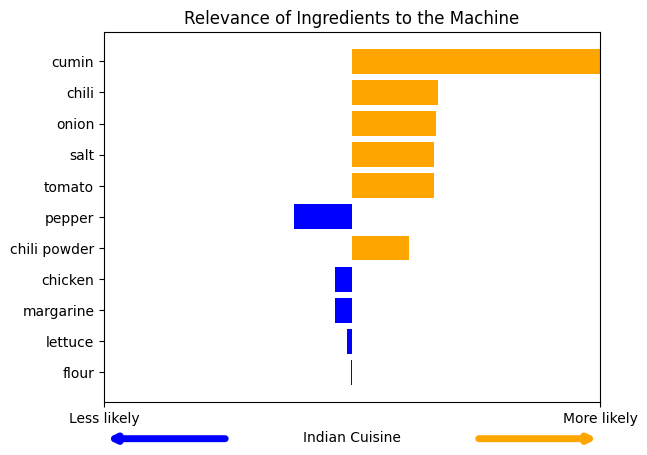 Relevance of Ingredients to the Machine
cumin
chili
onion
salt
tomato
pepper
chili powder
chicken
margarine
lettuce
flour
Less likely
More likely
Indian Cuisine